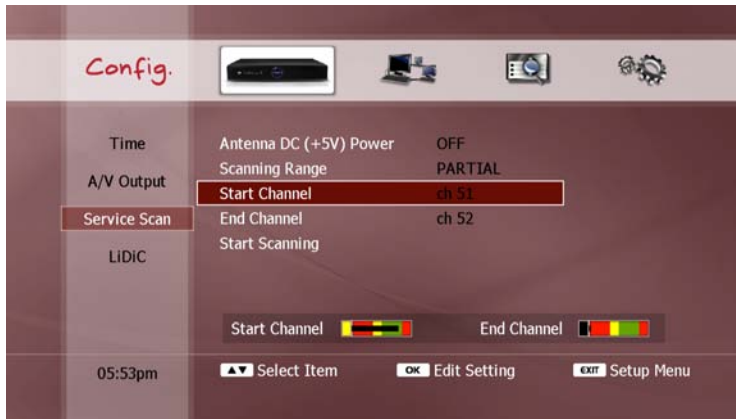 Config.
Time
A/V Output
Service Scan
LiDiC
Antenna DC (+5V) Power OFF
Scanning Range PARTIAL
Start Channel ch 51
End Channel ch 52
Start Scanning
Start Channel End Channel
05:53pm
▲▼ Select Item OK Edit Setting EXIT Setup Menu